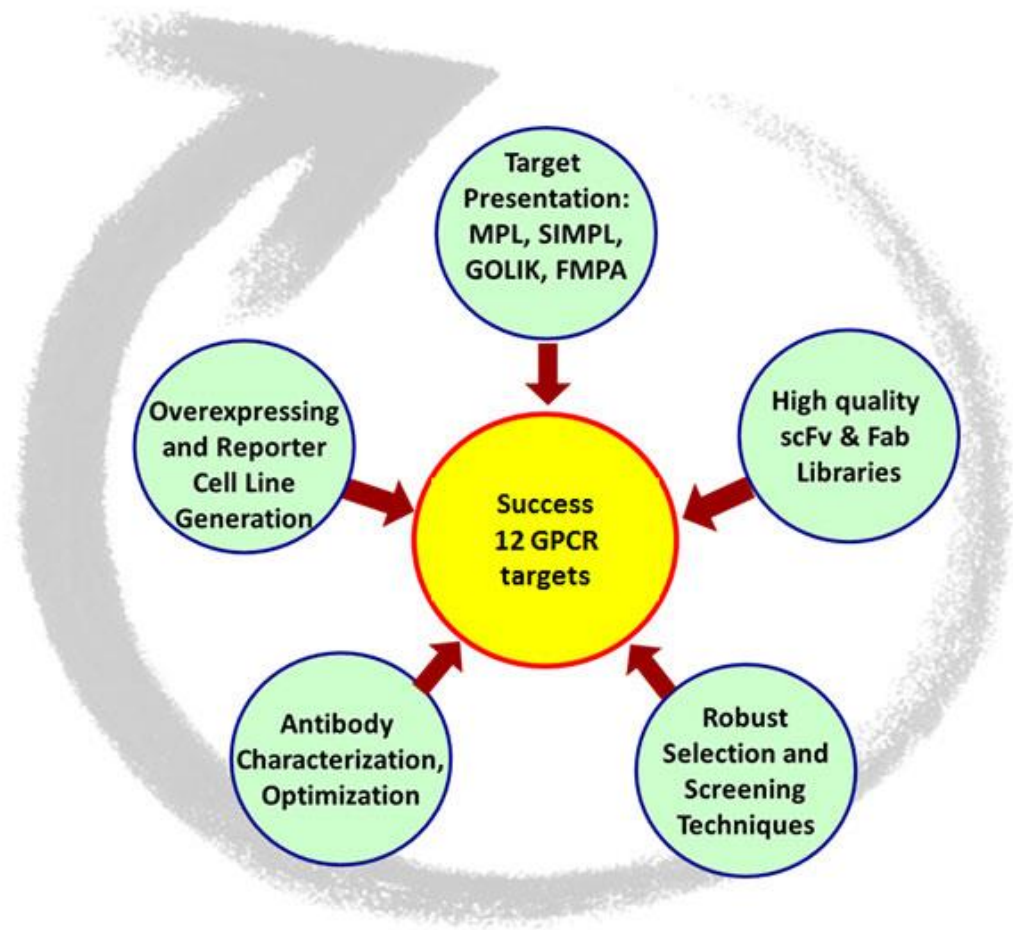 Target
Presentation:
MPL, SIMPL,
GOLIK, FMPA
High quality
scFv & Fab
Libraries
Robust
Selection and
Screening
Techniques
Antibody
Characterization,
Optimization
Overexpressing
and Reporter
Cell Line
Generation
Success
12 GPCR
targets